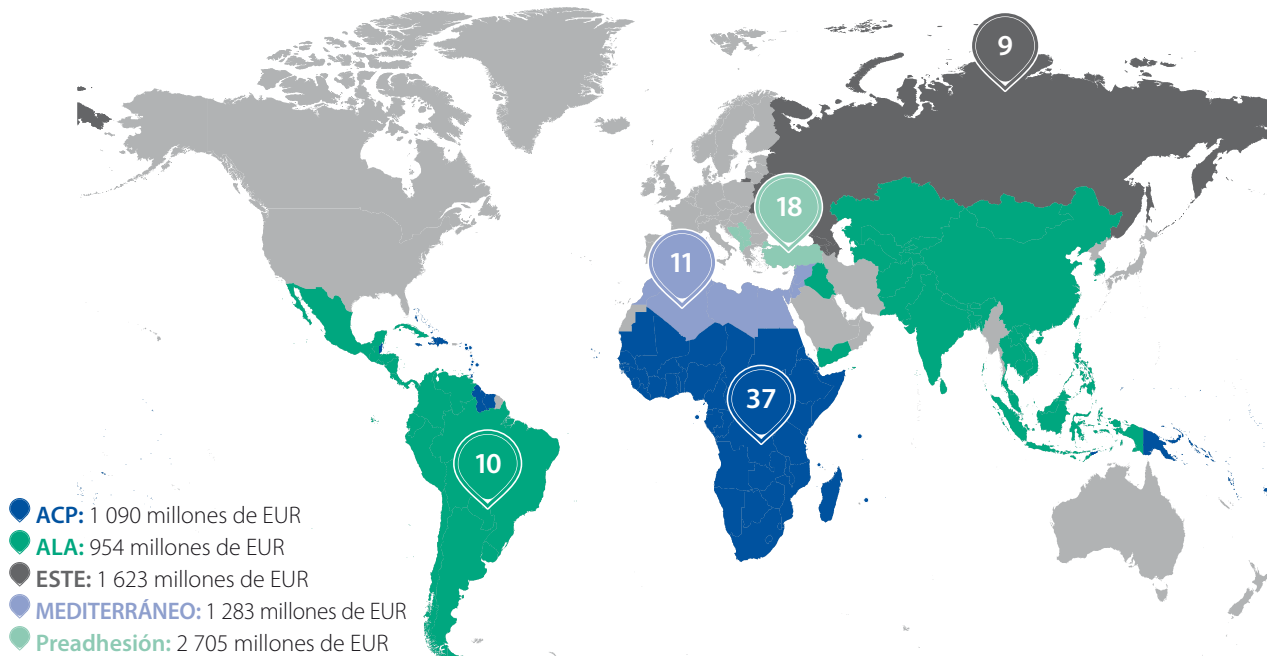 9
18
11
37
10
ACP: 1 090 millones de EUR
ALA: 954 millones de EUR
ESTE: 1 623 millones de EUR
MEDITERRÁNEO: 1 283 millones de EUR
Preadhesión: 2 705 millones de EUR